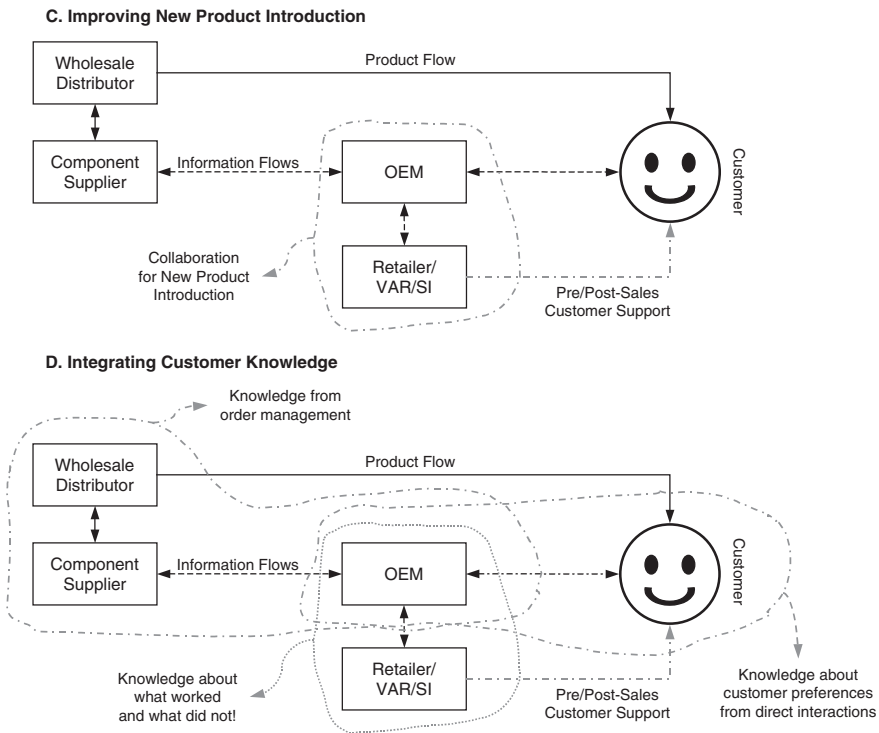 C. Improving New Product Introduction
Wholesale
Distributor
Product Flow
Component
Supplier
Information Flows
OEM
Customer
Collaboration
for New Product
Introduction
Retailer/
VAR/SI
Pre/Post-Sales
Customer Support
D. Integrating Customer Knowledge
Knowledge from
order management
Wholesale
Distributor
Product Flow
Component
Supplier
Information Flows
OEM
Customer
Knowledge about
what worked
and what did not!
Retailer/
VAR/SI
Pre/Post-Sales
Customer Support
Knowledge about
customer preferences
from direct interactions